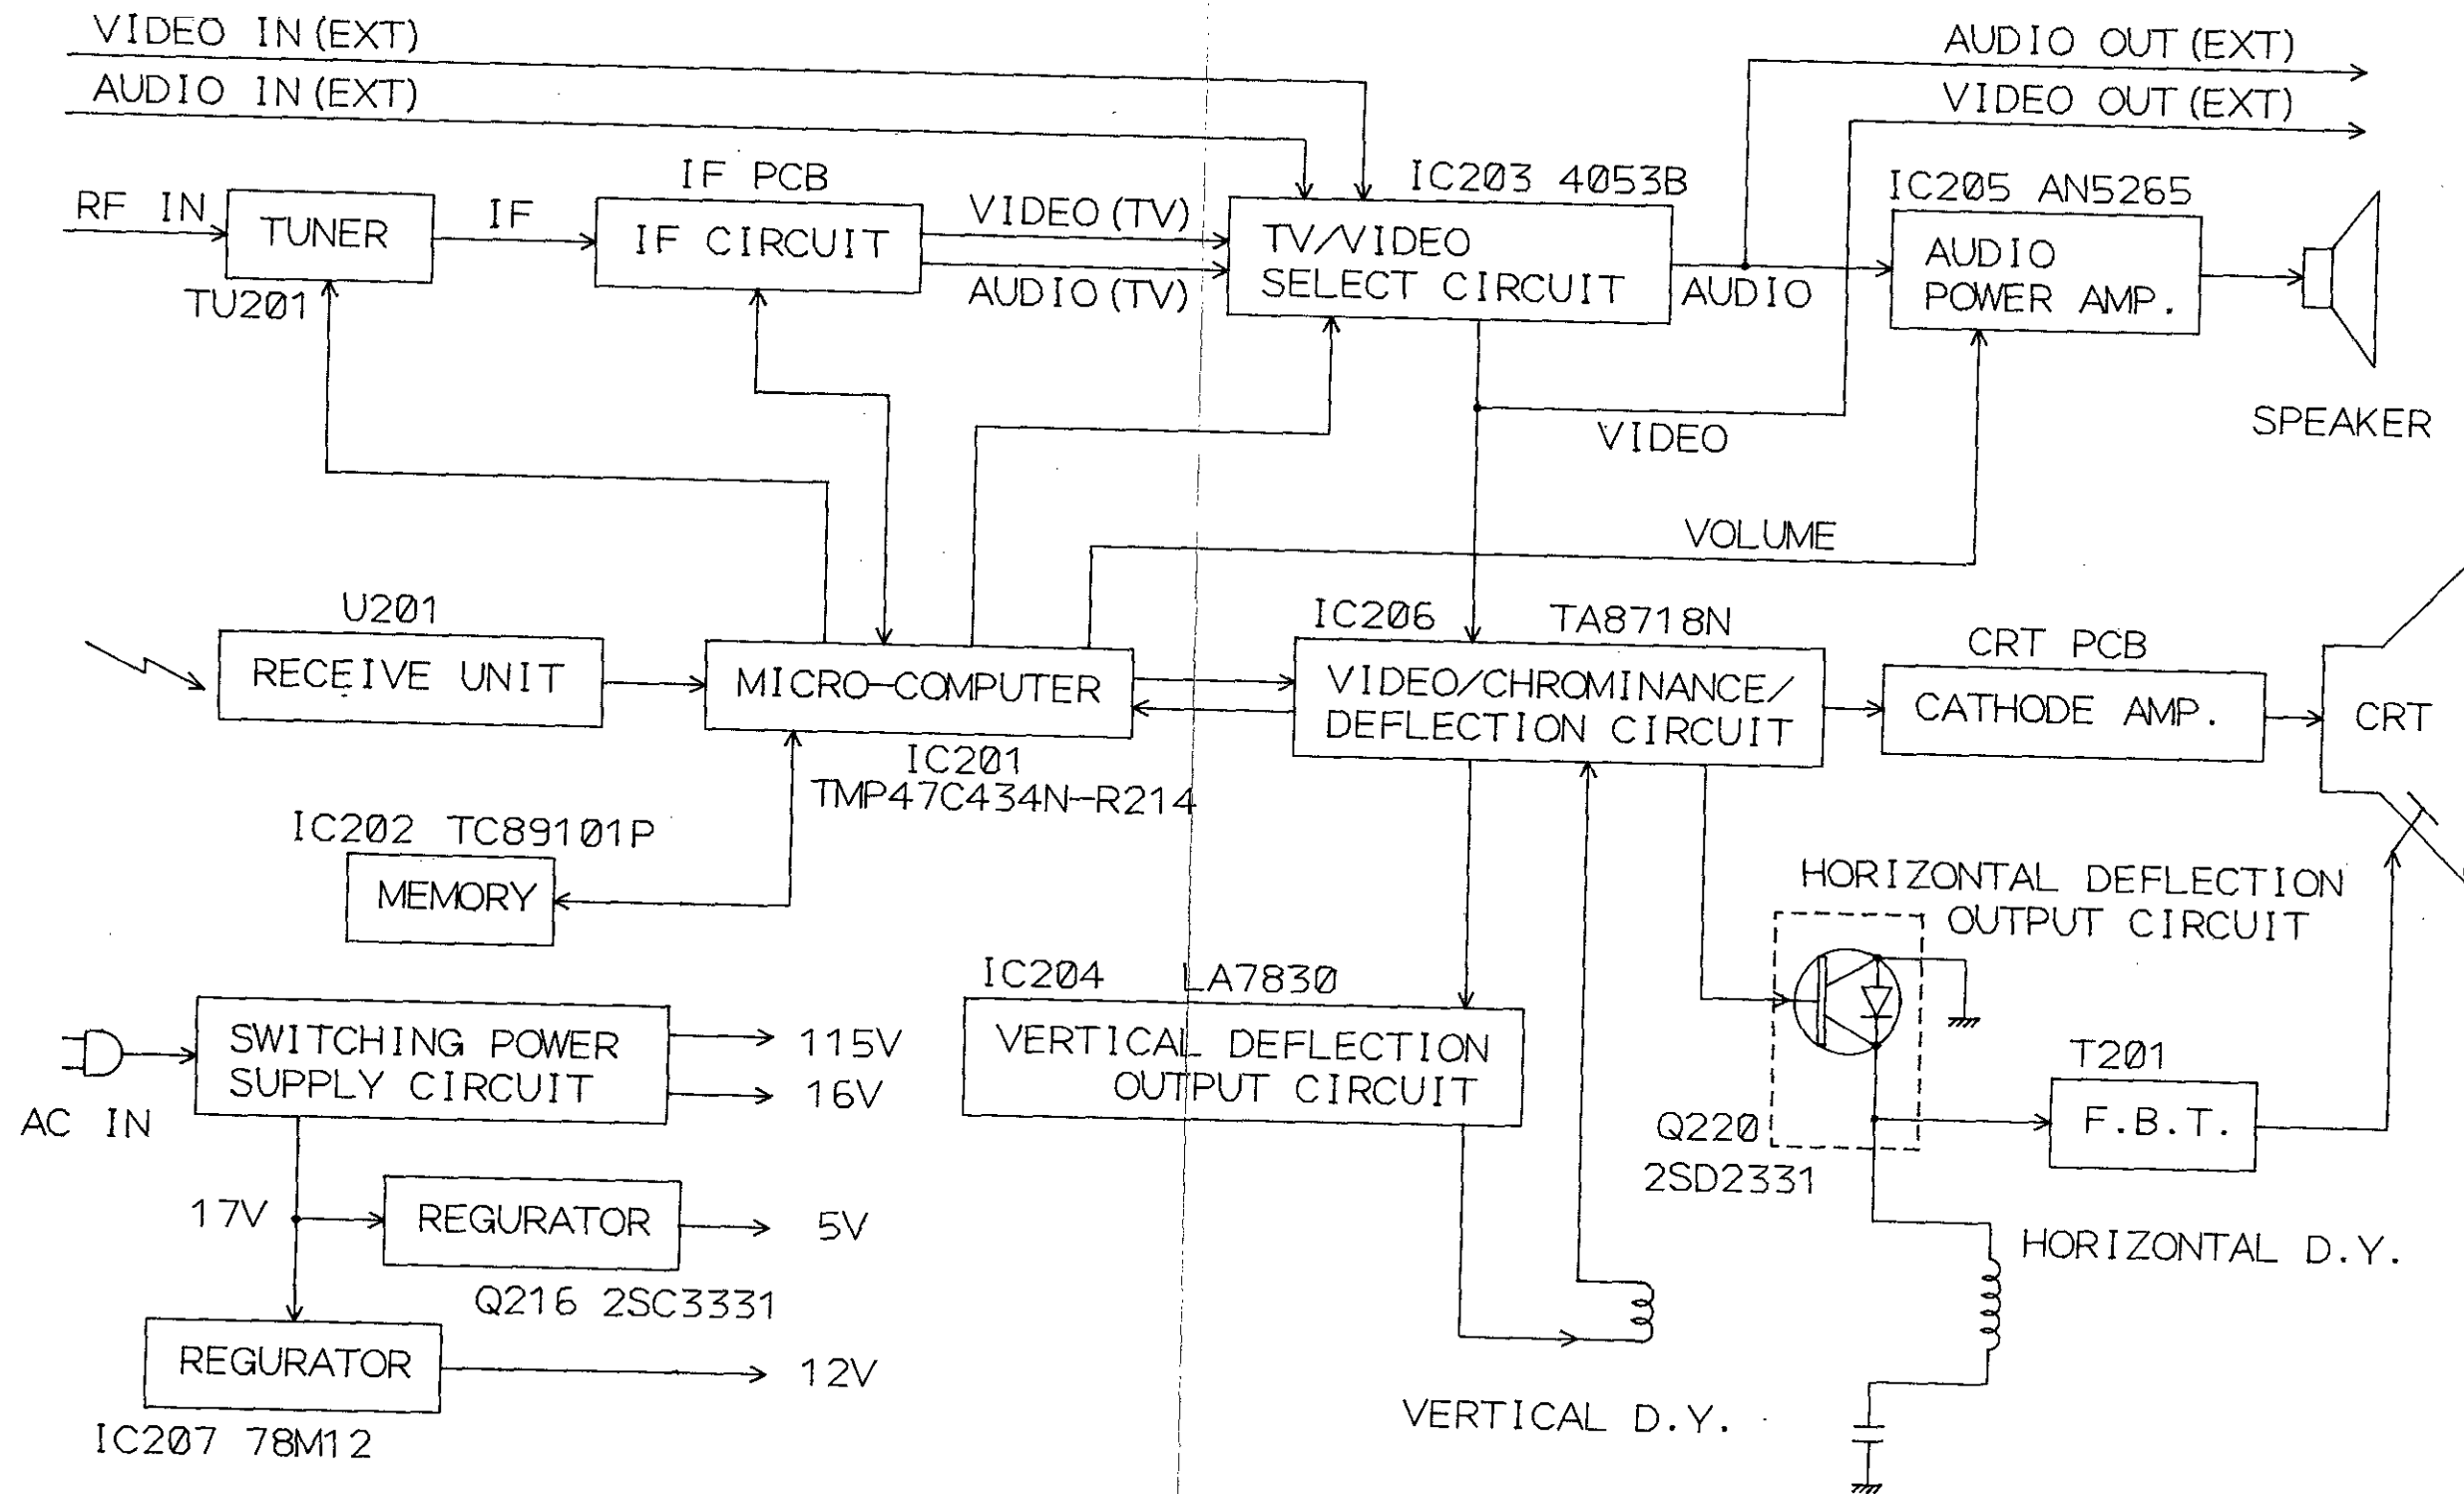 VIDEO IN (EXT)
AUDIO IN (EXT)
AUDIO OUT (EXT)
VIDEO OUT (EXT)
RF IN
TUNER
TU201
IF
IF PCB
IF CIRCUIT
VIDEO (TV)
AUDIO (TV)
IC203 4053B
TV/VIDEO
SELECT CIRCUIT
AUDIO
IC205 AN5265
AUDIO
POWER AMP.
SPEAKER
VIDEO
VOLUME
U201
RECEIVE UNIT
MICRO-COMPUTER
IC201
TMP47C434N-R214
IC206 TA8718N
VIDEO/CHROMINANCE/
DEFLECTION CIRCUIT
CRT PCB
CATHODE AMP.
CRT
IC202 TC89101P
MEMORY
HORIZONTAL DEFLECTION
OUTPUT CIRCUIT
IC204 LA7830
VERTICAL DEFLECTION
OUTPUT CIRCUIT
AC IN
SWITCHING POWER
SUPPLY CIRCUIT
115V
16V
Q220
2SD2331
T201
F.B.T.
17V
REGURATOR
5V
Q216 2SC3331
HORIZONTAL D.Y.
REGURATOR
12V
IC207 78M12
VERTICAL D.Y.